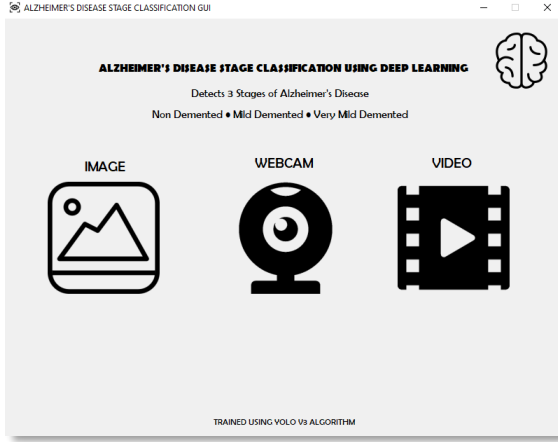 ALZHEIMER'S DISEASE STAGE CLASSIFICATION GUI
ALZHEIMER'S DISEASE STAGE CLASSIFICATION USING DEEP LEARNING
Detects 3 Stages of Alzheimer's Disease
Non Demented ● Mild Demented ● Very Mild Demented
IMAGE WEBCAM VIDEO
TRAINED USING YOLO V3 ALGORITHM